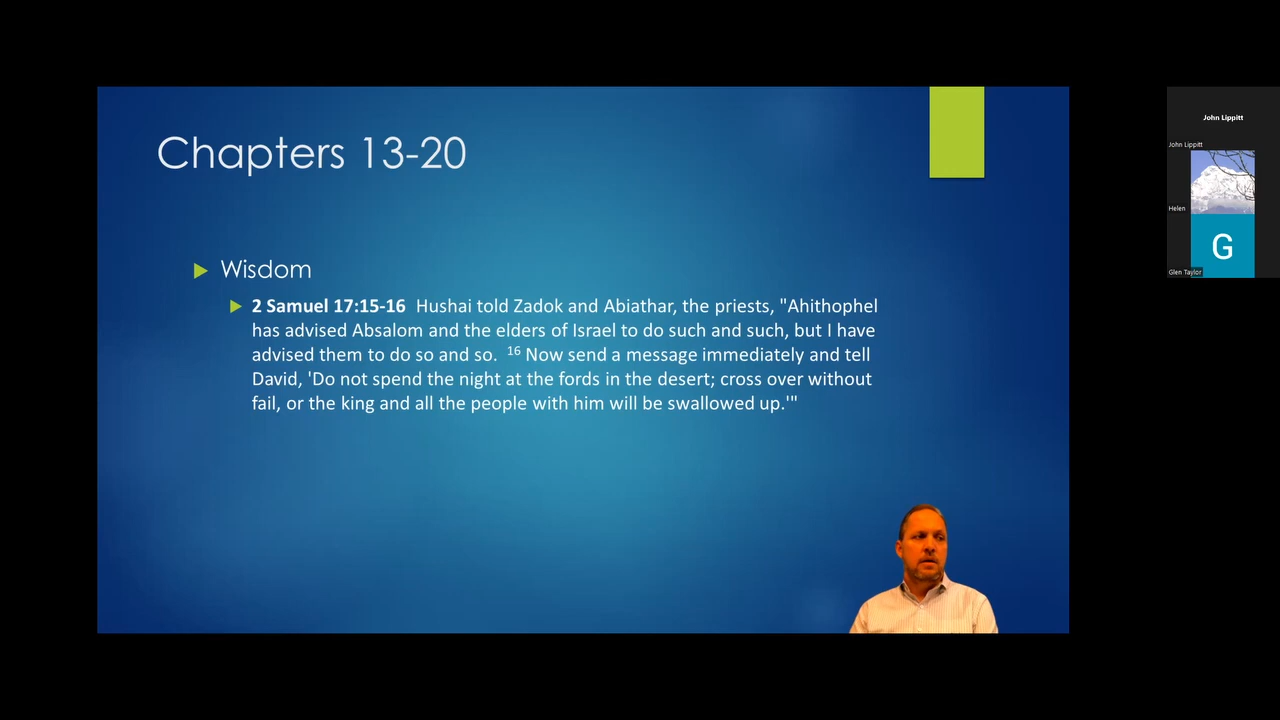 Chapters 13-20
Wisdom
2 Samuel 17:15-16 Hushai told Zadok and Abiathar, the priests, "Ahithophel
has advised Absalom and the elders of Israel to do such and such, but I have
advised them to do so and so. 16 Now send a message immediately and tell
David, 'Do not spend the night at the fords in the desert; cross over without
fail, or the king and all the people with him will be swallowed up.'"
John Lippitt
John Lippitt
Helen
G
Glen Taylor